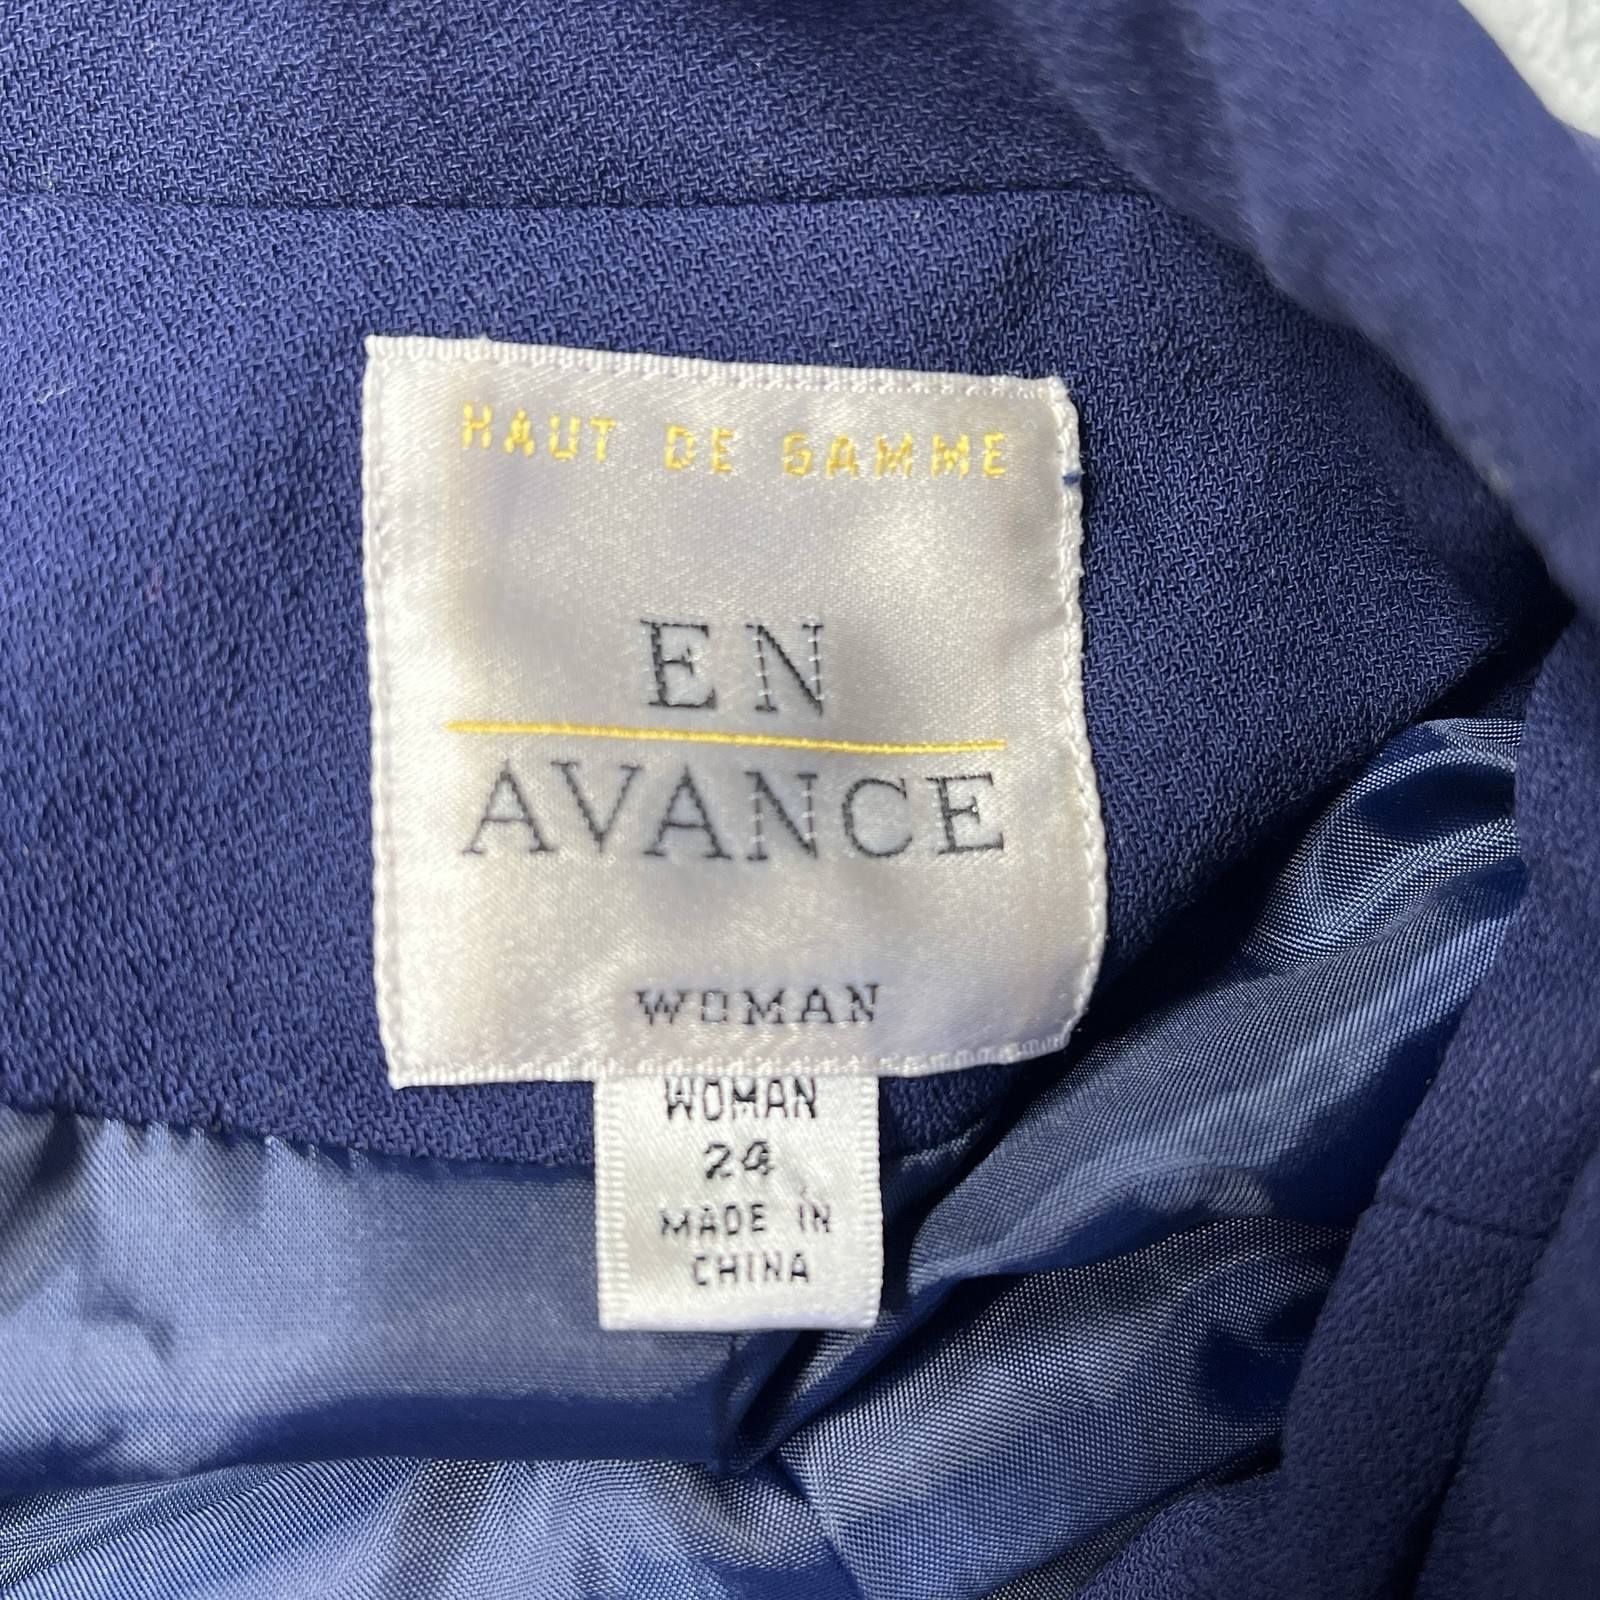 HAUT DE GAMME
EN
AVANCE
WOMAN
WOMAN
24
MADE IN
CHINA